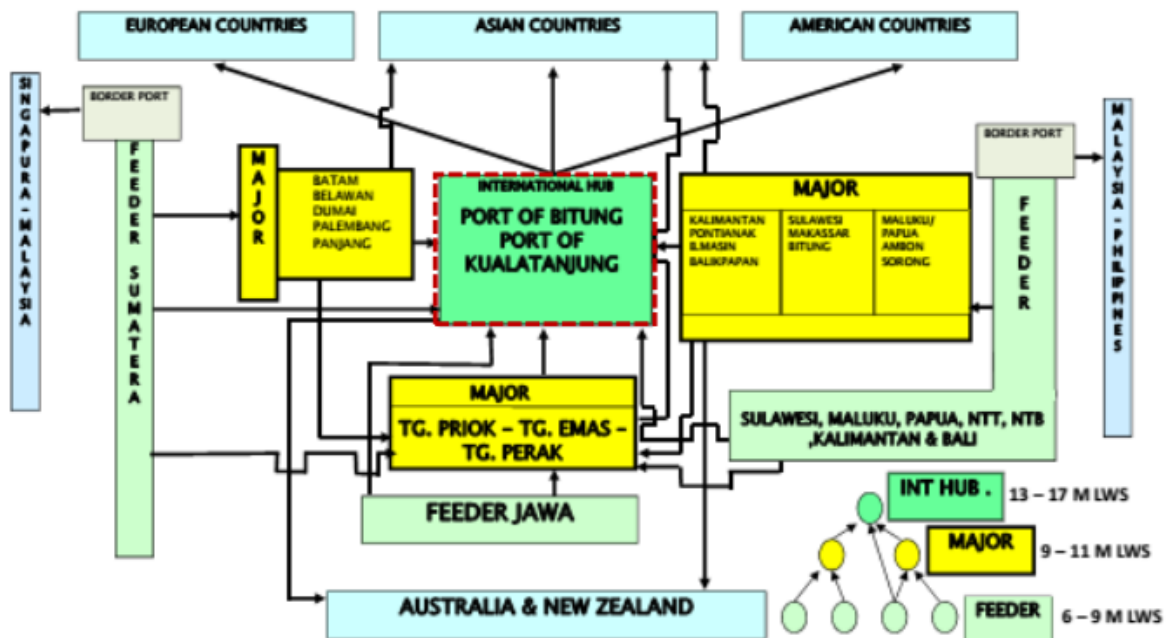 EUROPEAN COUNTRIES
ASIAN COUNTRIES
AMERICAN COUNTRIES
SINGAPURA - MALAYSIA
BORDER PORT
FEEDER SUMATERA
MAJOR
BATAM
BELAWAN
DUMAI
PALEMBANG
PANJANG
INTERNATIONAL HUB
PORT OF BITUNG
PORT OF
KUALATANJUNG
MAJOR
KALIMANTAN
PONTIANAK
B.MASIN
BALIKPAPAN
SULAWESI
MAKASSAR
BITUNG
MALUKU/
PAPUA
AMBON
SORONG
BORDER PORT
FEEDER
MALAYSIA - PHILIPPINES
MAJOR
TG. PRIOK – TG. EMAS –
TG. PERAK
SULAWESI, MALUKU, PAPUA, NTT, NTB
,KALIMANTAN & BALI
FEEDER JAWA
AUSTRALIA & NEW ZEALAND
INT HUB .
13 – 17 M LWS
MAJOR
9 – 11 M LWS
FEEDER
6 – 9 M LWS